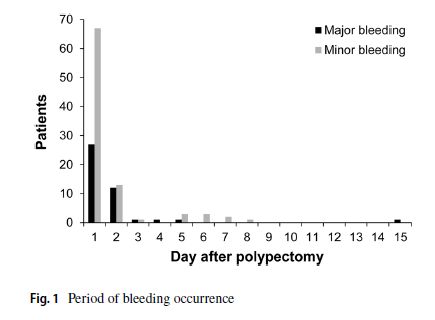 70
Major bleeding
Minor bleeding
60
50
40
30
20
10
0
Patients
1 2 3 4 5 6 7 8 9 10 11 12 13 14 15
Day after polypectomy
Fig. 1 Period of bleeding occurrence